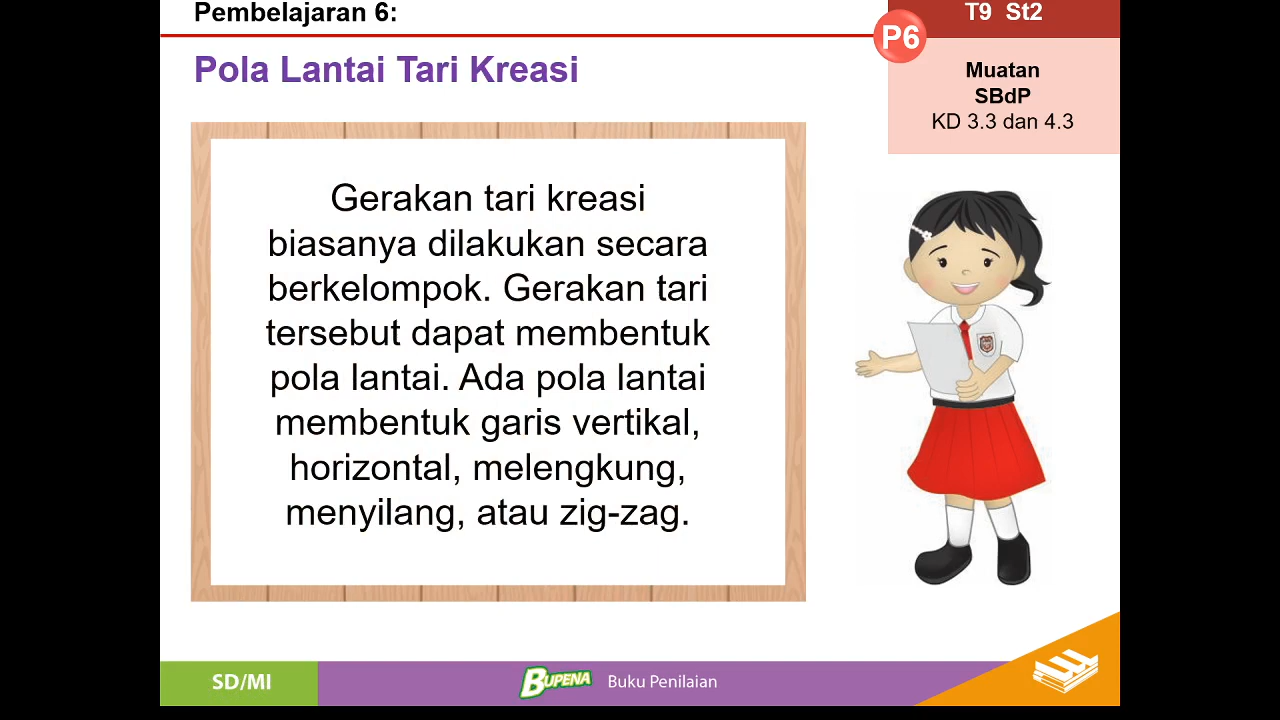 Pembelajaran 6:
T9 St2
P6
Pola Lantai Tari Kreasi
Muatan
SBdP
KD 3.3 dan 4.3
Gerakan tari kreasi
biasanya dilakukan secara
berkelompok. Gerakan tari
tersebut dapat membentuk
pola lantai. Ada pola lantai
membentuk garis vertikal,
horizontal, melengkung,
menyilang, atau zig-zag.
SD/MI
BUPENA Buku Penilaian